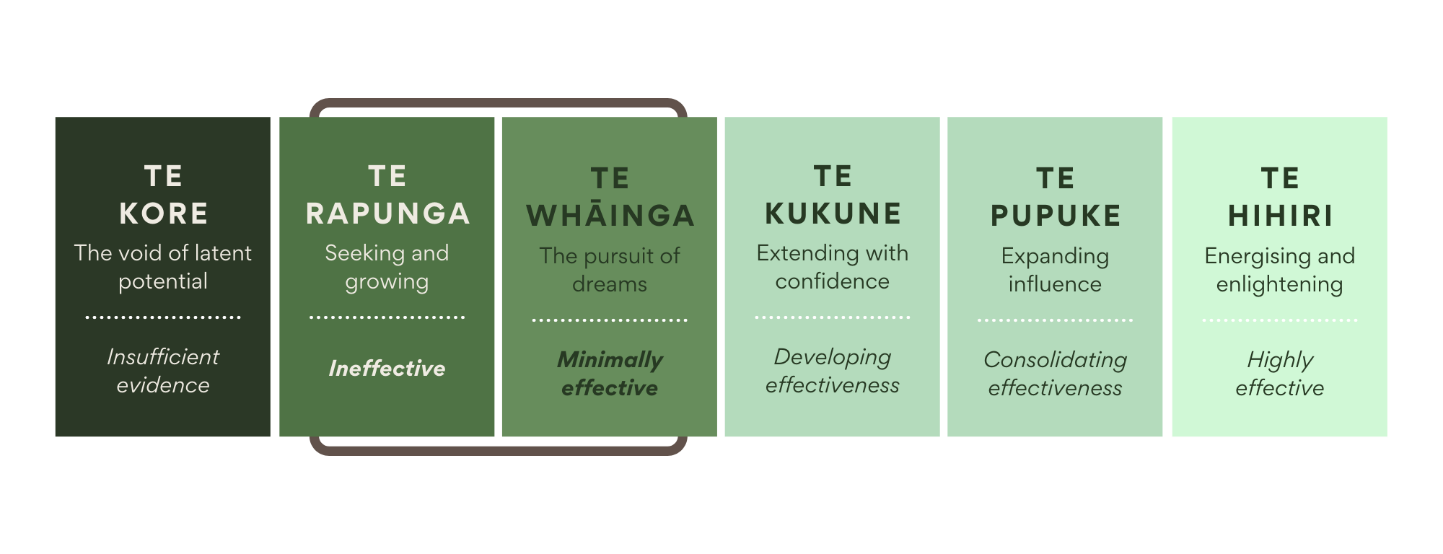 TE
KORE
The void of latent
potential
Insufficient
evidence
TE
RAPUNGA
Seeking and
growing
Ineffective
TE
WHĀINGA
The pursuit of
dreams
Minimally
effective
TE
KUKUNE
Extending with
confidence
Developing
effectiveness
TE
PUPUKE
Expanding
influence
Consolidating
effectiveness
TE
HIHIRI
Energising and
enlightening
Highly
effective